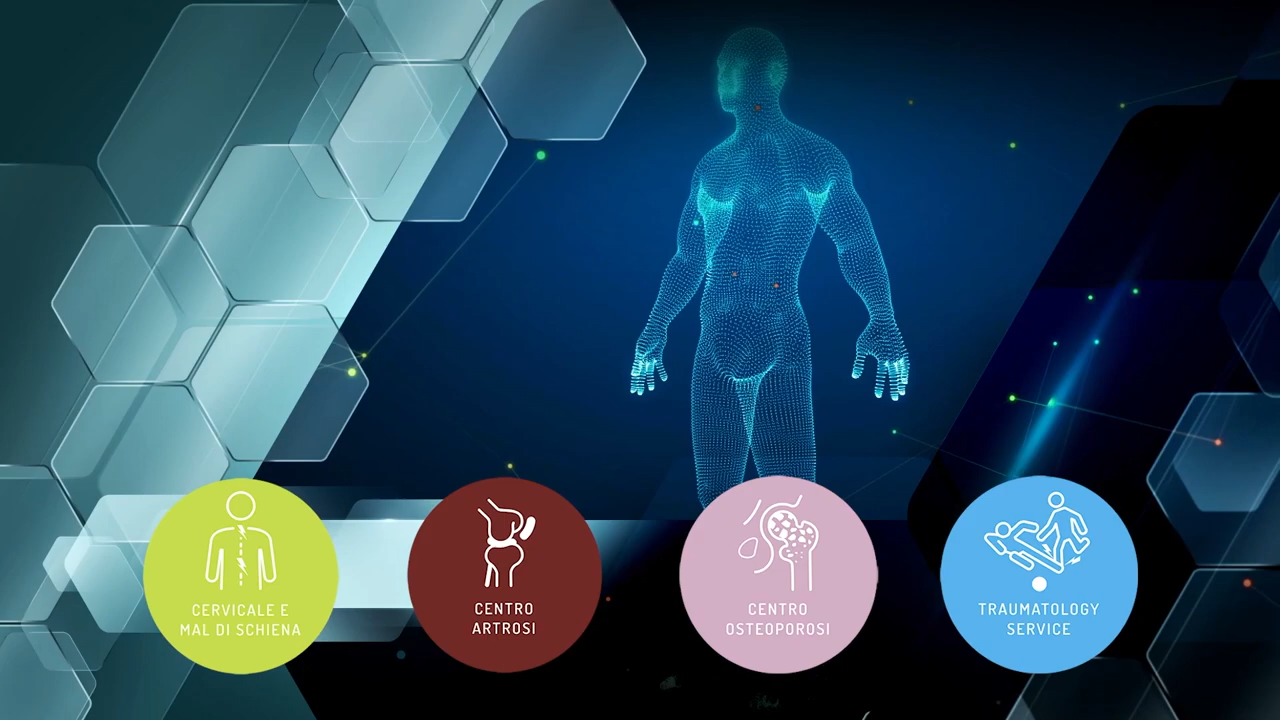 CERVICALE E
MAL DI SCHIENA
CENTRO
ARTROSI
CENTRO
OSTEOPOROSI
TRAUMATOLOGY
SERVICE